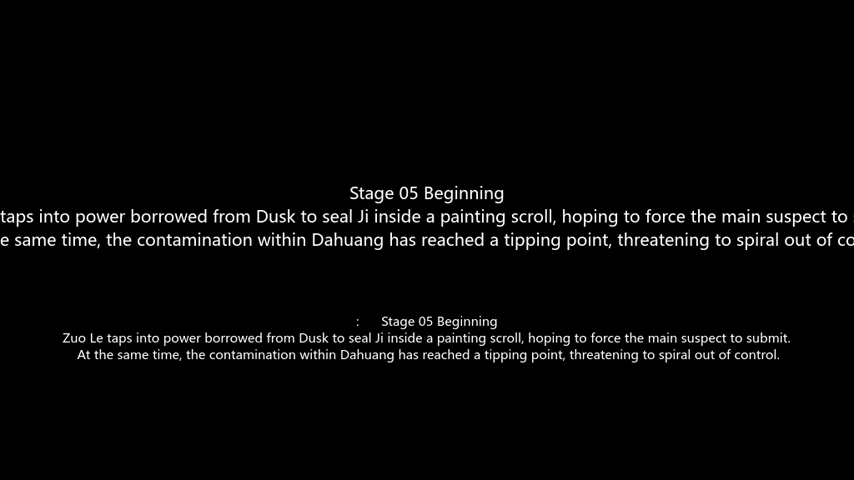 Stage 05 Beginning
taps into power borrowed from Dusk to seal Ji inside a painting scroll, hoping to force the main suspect to
e same time, the contamination within Dahuang has reached a tipping point, threatening to spiral out of co
: Stage 05 Beginning
Zuo Le taps into power borrowed from Dusk to seal Ji inside a painting scroll, hoping to force the main suspect to submit.
At the same time, the contamination within Dahuang has reached a tipping point, threatening to spiral out of control.